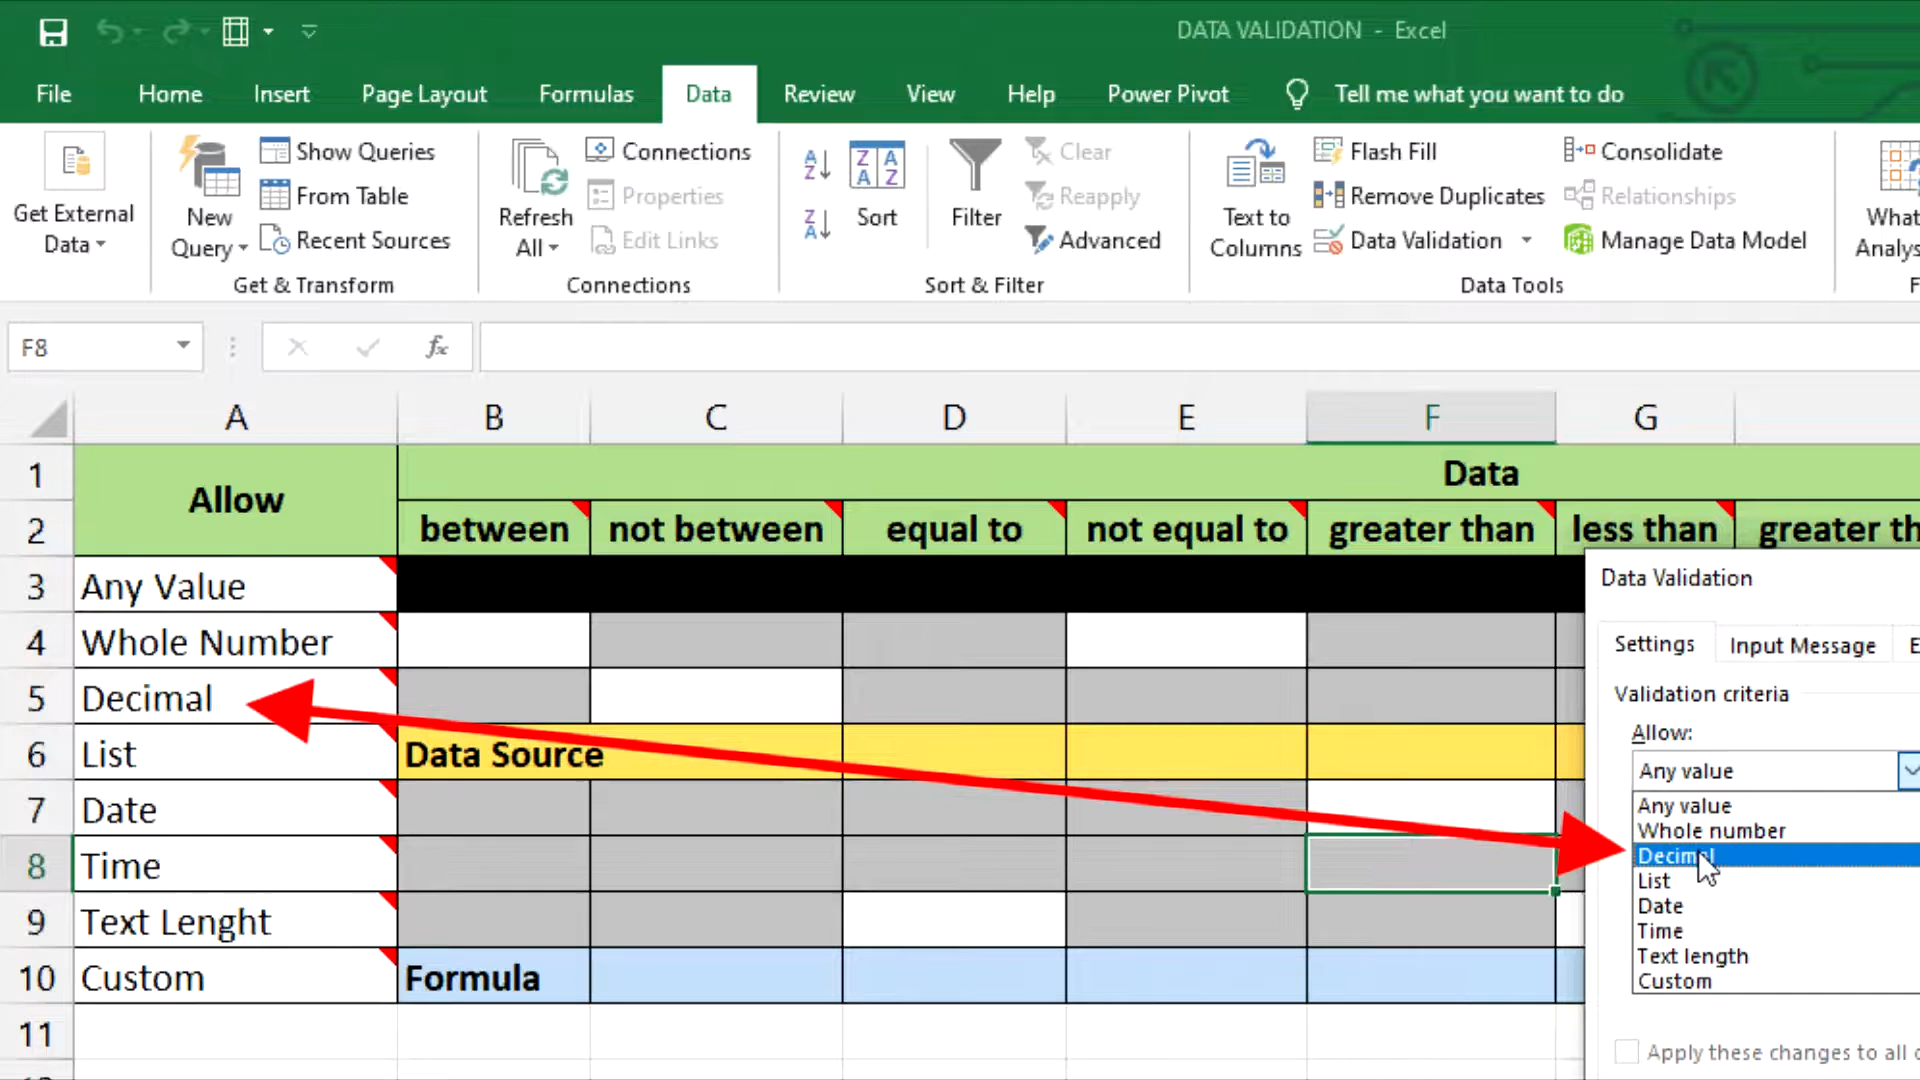 DATA VALIDATION - Excel
File Home Insert Page Layout Formulas Data Review View Help Power Pivot Tell me what you want to do
Get External Data
New Query
Show Queries
From Table
Recent Sources
Get & Transform
Refresh All
Connections
Properties
Edit Links
Connections
Sort
Filter
Clear
Reapply
Advanced
Sort & Filter
Text to Columns
Flash Fill
Remove Duplicates
Data Validation
Consolidate
Relationships
Manage Data Model
Data Tools
What
Analys
F
F8
fx
A B C D E F G
1 Allow Data
2 between not between equal to not equal to greater than less than greater th
3 Any Value
4 Whole Number
5 Decimal
6 List Data Source
7 Date
8 Time
9 Text Lenght
10 Custom Formula
11
Data Validation
Settings Input Message E
Validation criteria
Allow:
Any value
Any value
Whole number
Decimal
List
Date
Time
Text length
Custom
Apply these changes to all